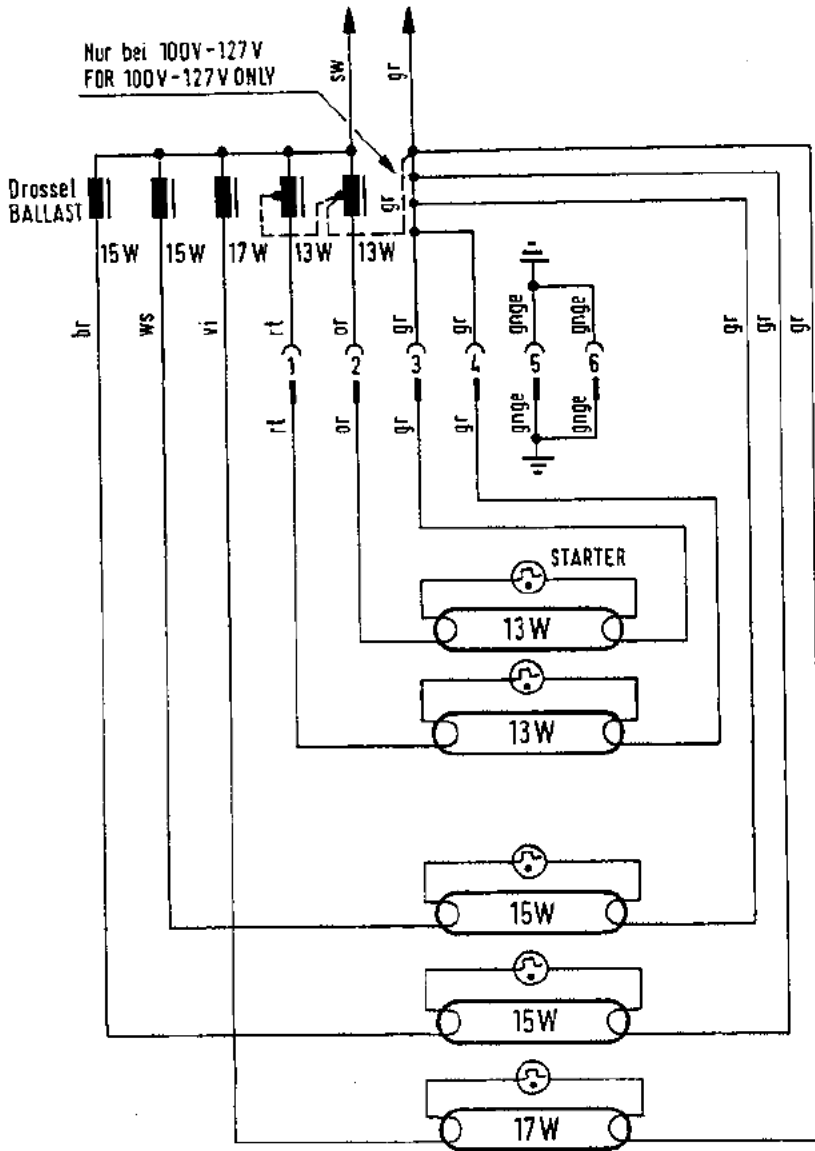 Nur bei 100V-127V
FOR 100V-127V ONLY
sw
gr
Drossel
BALLAST
gr
15W
15W
17W
13W
13W
br
ws
vi
rt
or
gr
gr
gnge
gnge
gr
gr
gr
1
2
3
4
5
6
rt
or
gr
gr
gnge
gnge
STARTER
13W
13W
15W
15W
17W